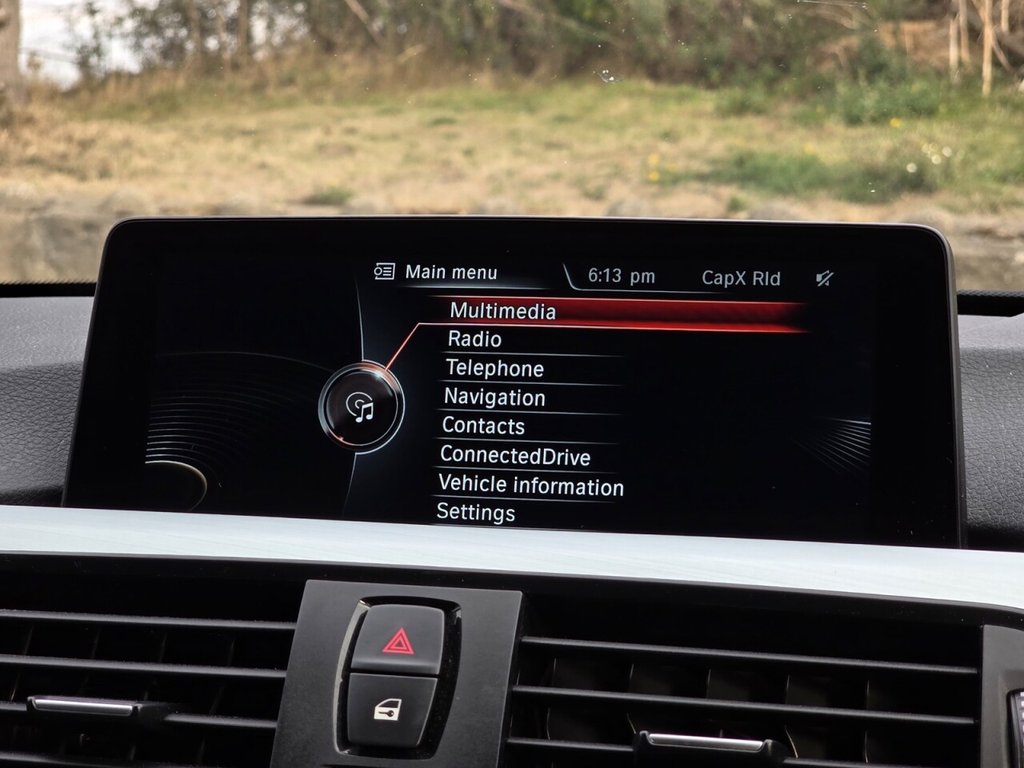 Main menu
6:13 pm
CapX Rld
Multimedia
Radio
Telephone
Navigation
Contacts
ConnectedDrive
Vehicle information
Settings